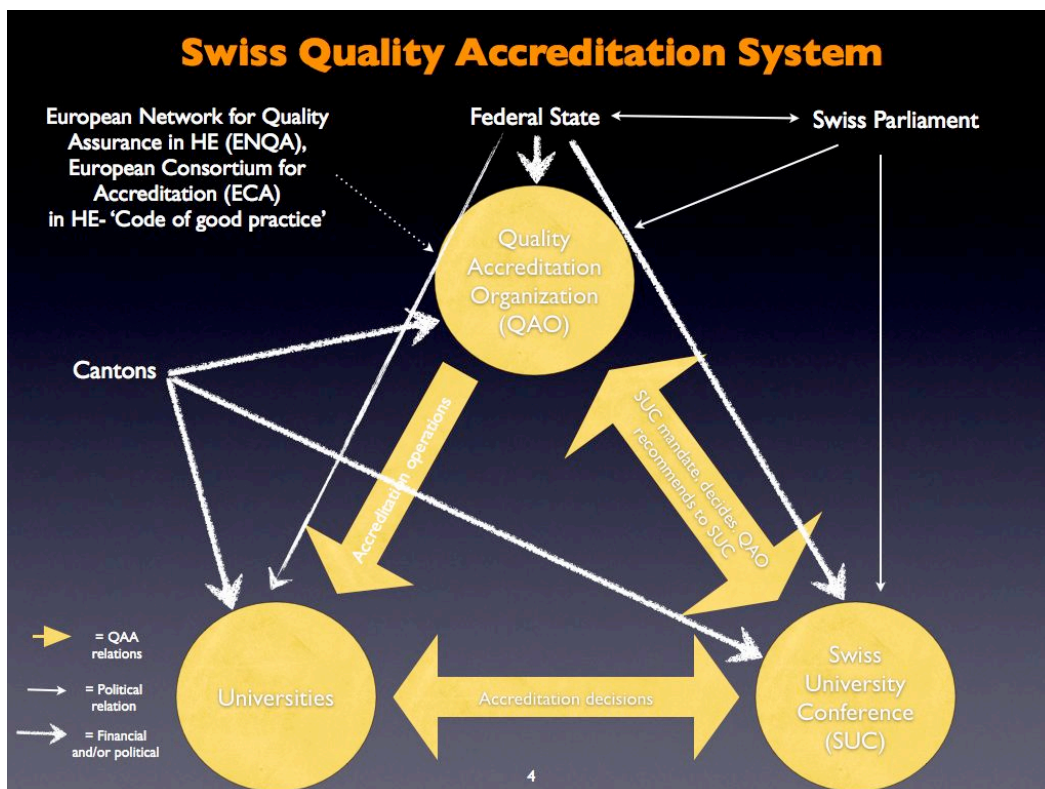 Swiss Quality Accreditation System
European Network for Quality
Assurance in HE (ENQA),
European Consortium for
Accreditation (ECA)
in HE- ‘Code of good practice’
Federal State
Swiss Parliament
Quality
Accreditation
Organization
(QAO)
Cantons
Accreditation operations
SUC mandate, decides QAO
recommends to SUC
= QAA
relations
= Political
relation
= Financial
and/or political
Universities
Accreditation decisions
Swiss
University
Conference
(SUC)
4